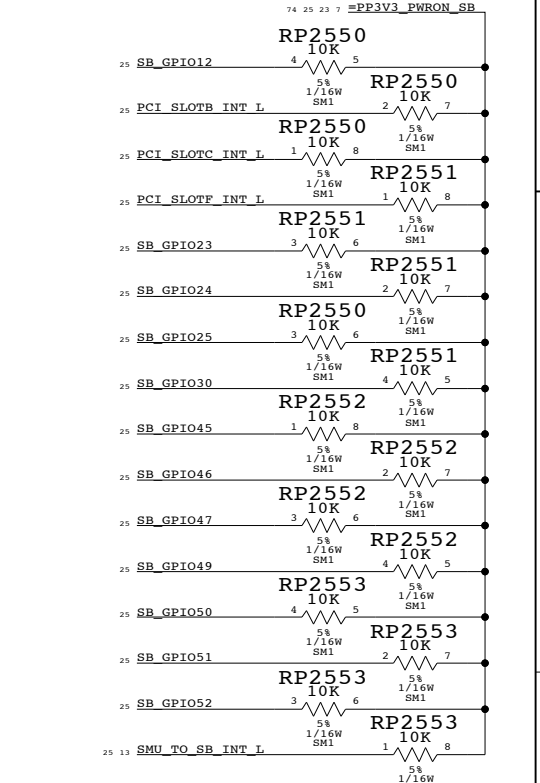 74 25 23 7 =PP3V3_PWRON_SB
RP2550
10K
25 SB_GPIO12 4 5
5%
1/16W
SM1
RP2550
10K
25 PCI_SLOTB_INT_L 2 7
5%
1/16W
SM1
RP2550
10K
25 PCI_SLOTC_INT_L 1 8
5%
1/16W
SM1
RP2551
10K
25 PCI_SLOTF_INT_L 1 8
5%
1/16W
SM1
RP2551
10K
25 SB_GPIO23 3 6
5%
1/16W
SM1
RP2551
10K
25 SB_GPIO24 2 7
5%
1/16W
SM1
RP2550
10K
25 SB_GPIO25 3 6
5%
1/16W
SM1
RP2551
10K
25 SB_GPIO30 4 5
5%
1/16W
SM1
RP2552
10K
25 SB_GPIO45 1 8
5%
1/16W
SM1
RP2552
10K
25 SB_GPIO46 2 7
5%
1/16W
SM1
RP2552
10K
25 SB_GPIO47 3 6
5%
1/16W
SM1
RP2552
10K
25 SB_GPIO49 4 5
5%
1/16W
SM1
RP2553
10K
25 SB_GPIO50 4 5
5%
1/16W
SM1
RP2553
10K
25 SB_GPIO51 2 7
5%
1/16W
SM1
RP2553
10K
25 SB_GPIO52 3 6
5%
1/16W
SM1
RP2553
10K
25 13 SMU_TO_SB_INT_L 1 8
5%
1/16W